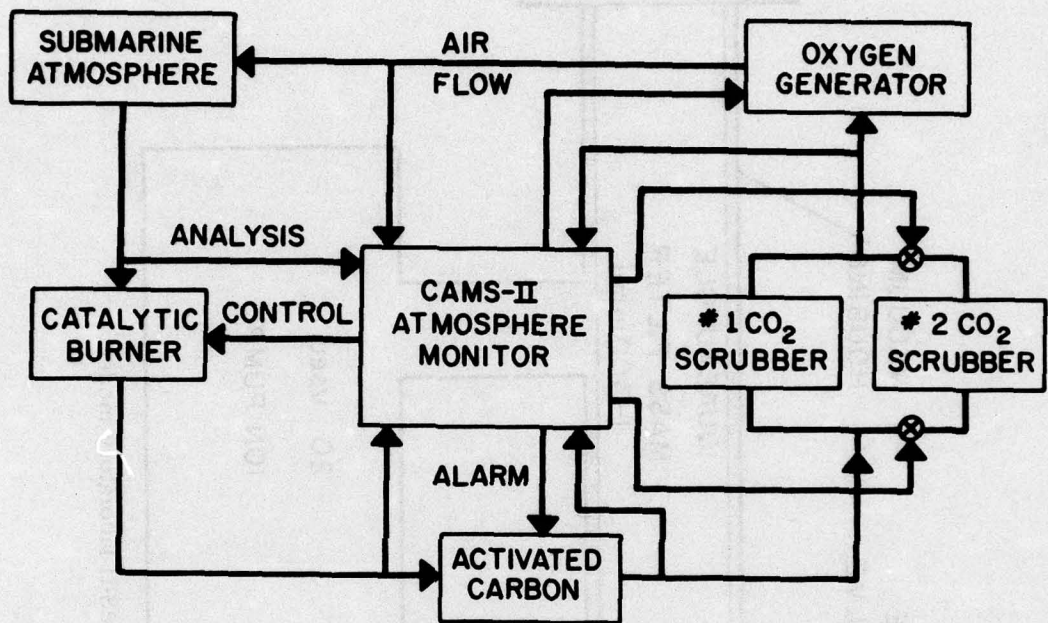 SUBMARINE
ATMOSPHERE
AIR
FLOW
OXYGEN
GENERATOR
ANALYSIS
CATALYTIC
BURNER
CONTROL
CAMS-II
ATMOSPHERE
MONITOR
# 1 CO₂
SCRUBBER
# 2 CO₂
SCRUBBER
ALARM
ACTIVATED
CARBON